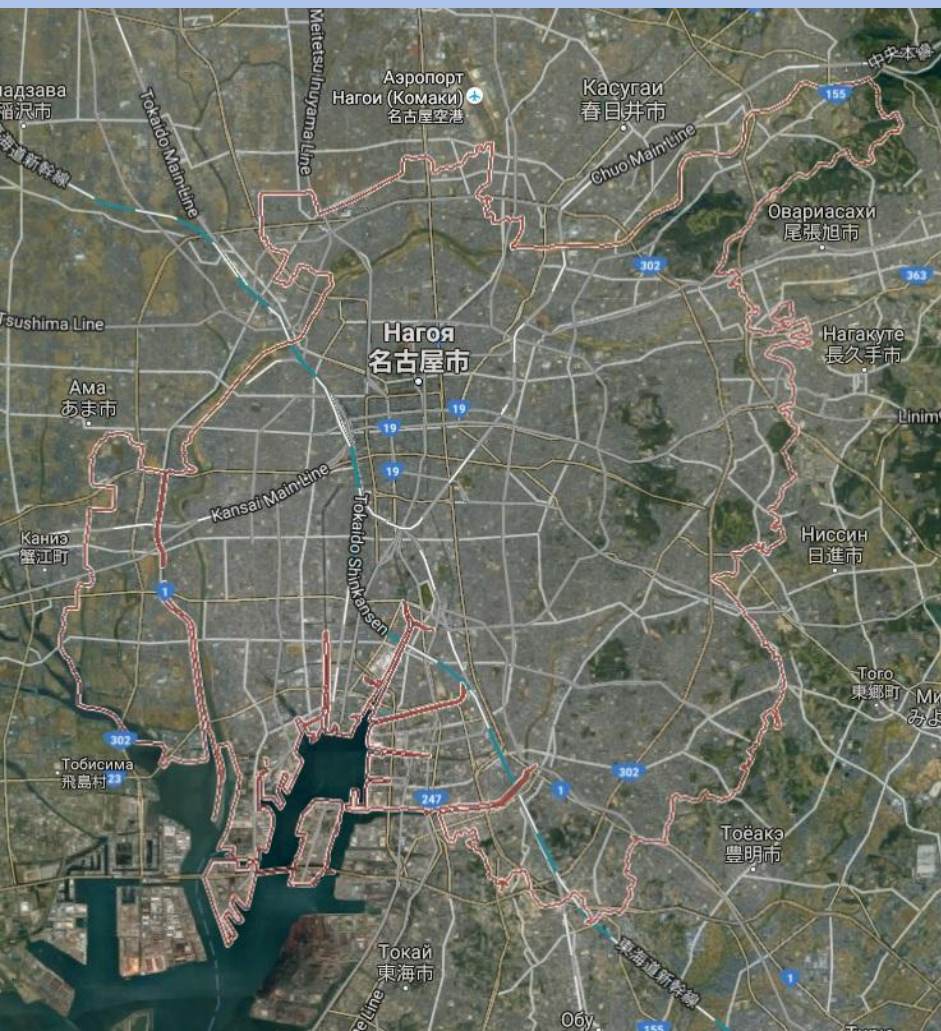 Meitetsu Inuyama Line
中央本線
Аэропорт
Нагои (Комаки)
名古屋空港
Касугаи
春日井市
155
稲沢市
Tokaido Main Line
Chuo Main Line
Овариасахи
尾張旭市
302
363
Tsushima Line
Нагоя
名古屋市
Нагакуте
長久手市
Ама
あま市
19
19
19
Kansai Main Line
Tokaido Shinkansen
Каниэ
蟹江町
Ниссин
日進市
1
Того
東郷町
302
Тобисима
飛島村
23
247
1
302
Тоёакэ
豊明市
Токай
東海市
東海道新幹線
1
Обу
155